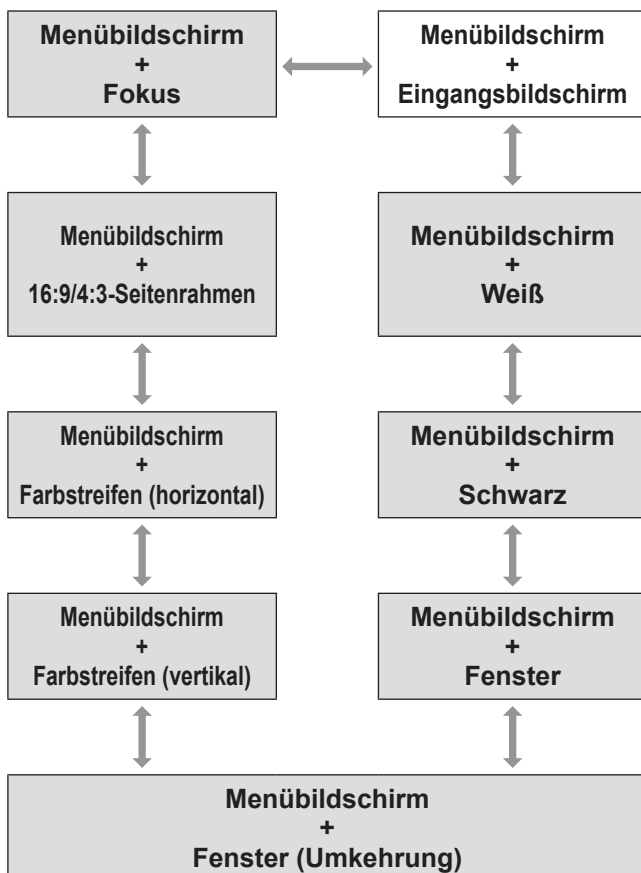 Menübildschirm
+
Fokus
Menübildschirm
+
Eingangsbildschirm
Menübildschirm
+
16:9/4:3-Seitenrahmen
Menübildschirm
+
Weiß
Menübildschirm
+
Farbstreifen (horizontal)
Menübildschirm
+
Schwarz
Menübildschirm
+
Farbstreifen (vertikal)
Menübildschirm
+
Fenster
Menübildschirm
+
Fenster (Umkehrung)